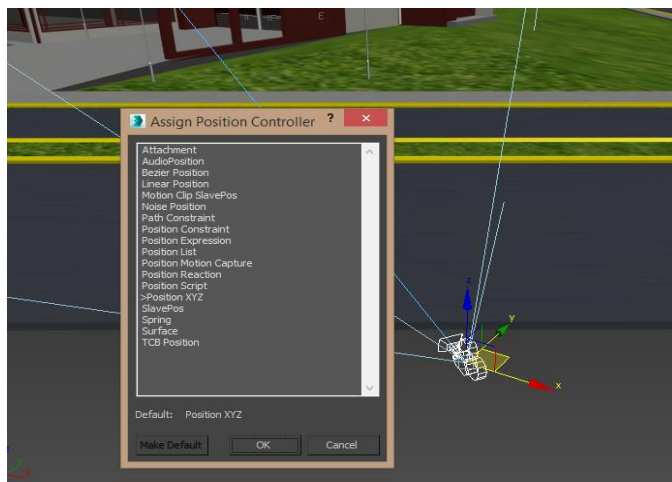 E
Assign Position Controller ? ×
Attachment
AudioPosition
Bezier Position
Linear Position
Motion Clip SlavePos
Noise Position
Path Constraint
Position Constraint
Position Expression
Position List
Position Motion Capture
Position Reaction
Position Script
>Position XYZ
SlavePos
Spring
Surface
TCB Position
z
y
x
Default: Position XYZ
Make Default OK Cancel